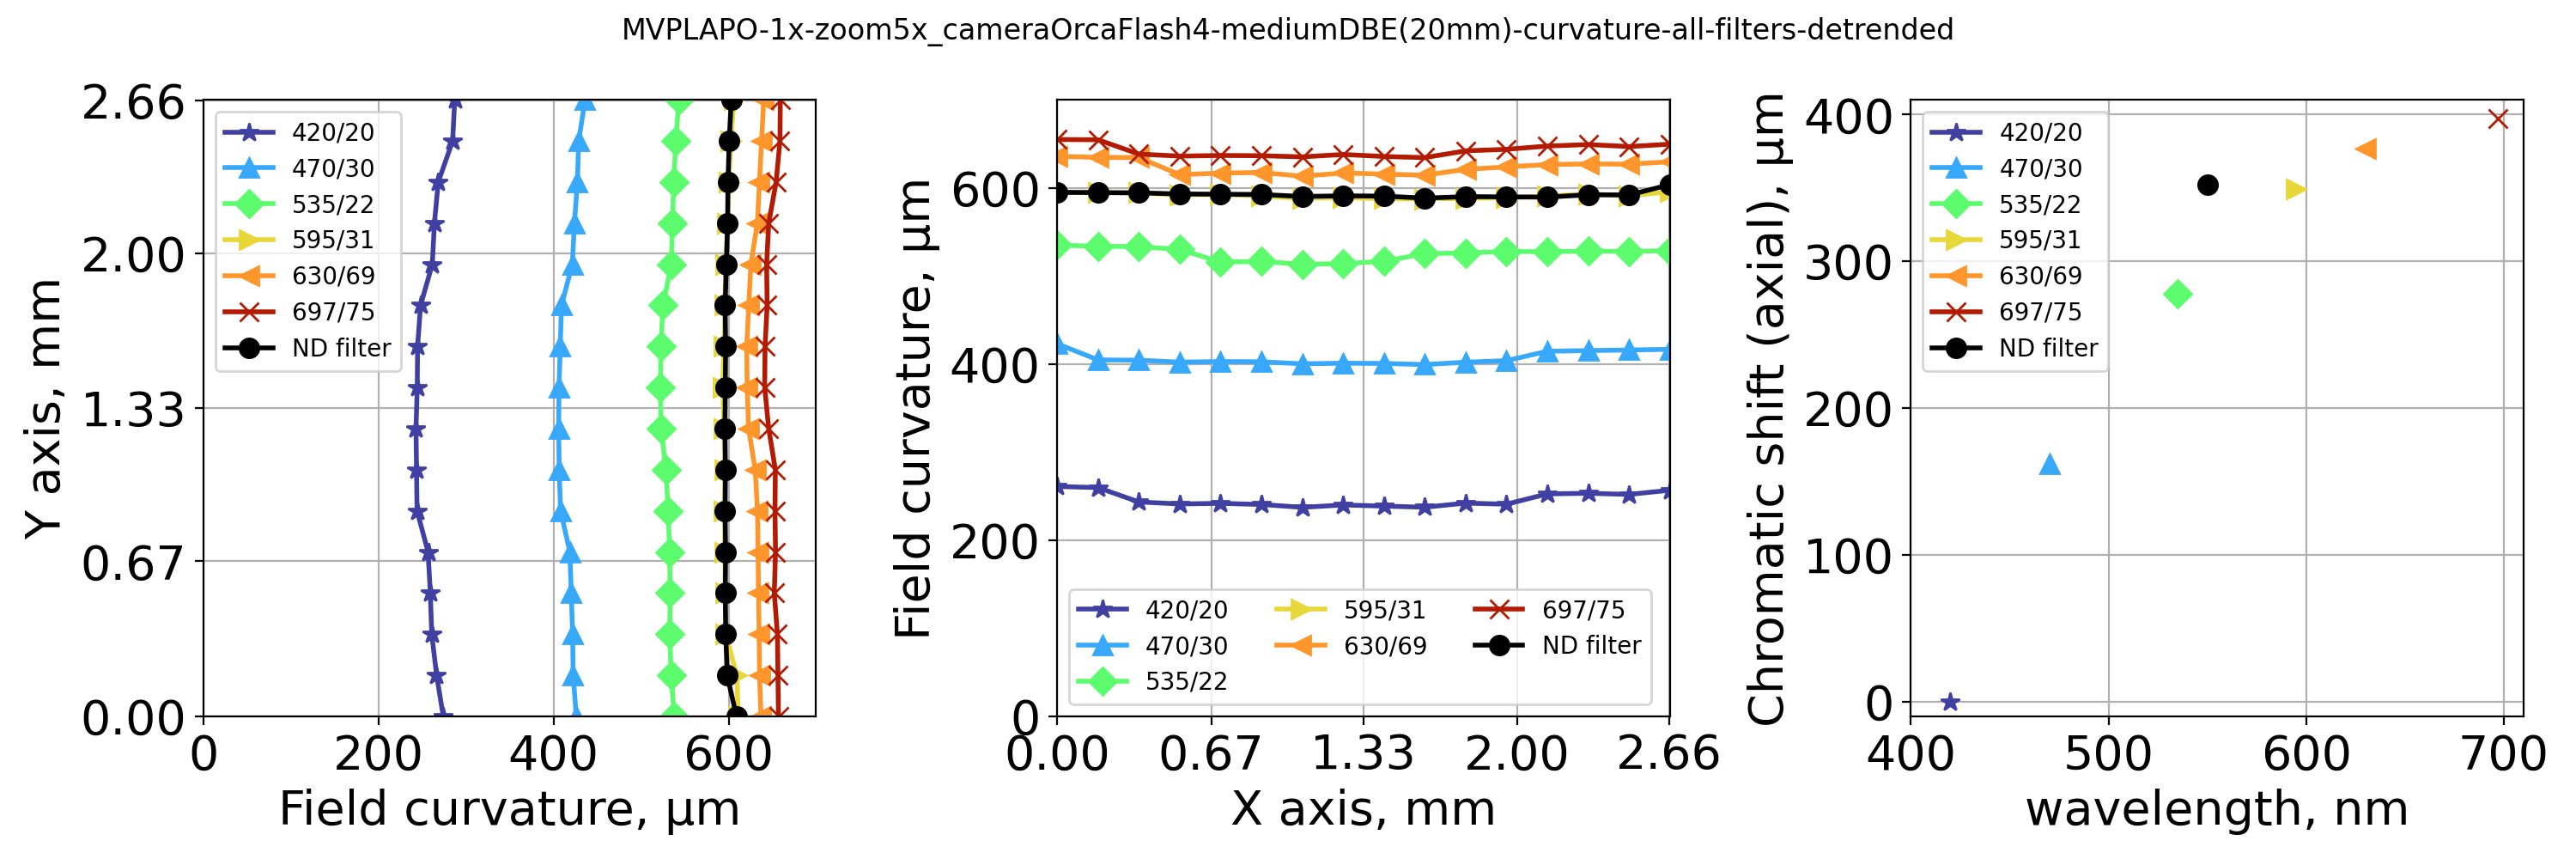 MVPLAPO-1x-zoom5x_cameraOrcaFlash4-mediumDBE(20mm)-curvature-all-filters-detrended
Y axis, mm
2.66
2.00
1.33
0.67
0.00
420/20
470/30
535/22
595/31
630/69
697/75
ND filter
0 200 400 600
Field curvature, µm
Field curvature, µm
600
400
200
0
420/20 595/31 697/75
470/30 630/69 ND filter
535/22
0.00 0.67 1.33 2.00 2.66
X axis, mm
Chromatic shift (axial), µm
400
300
200
100
0
420/20
470/30
535/22
595/31
630/69
697/75
ND filter
400 500 600 700
wavelength, nm